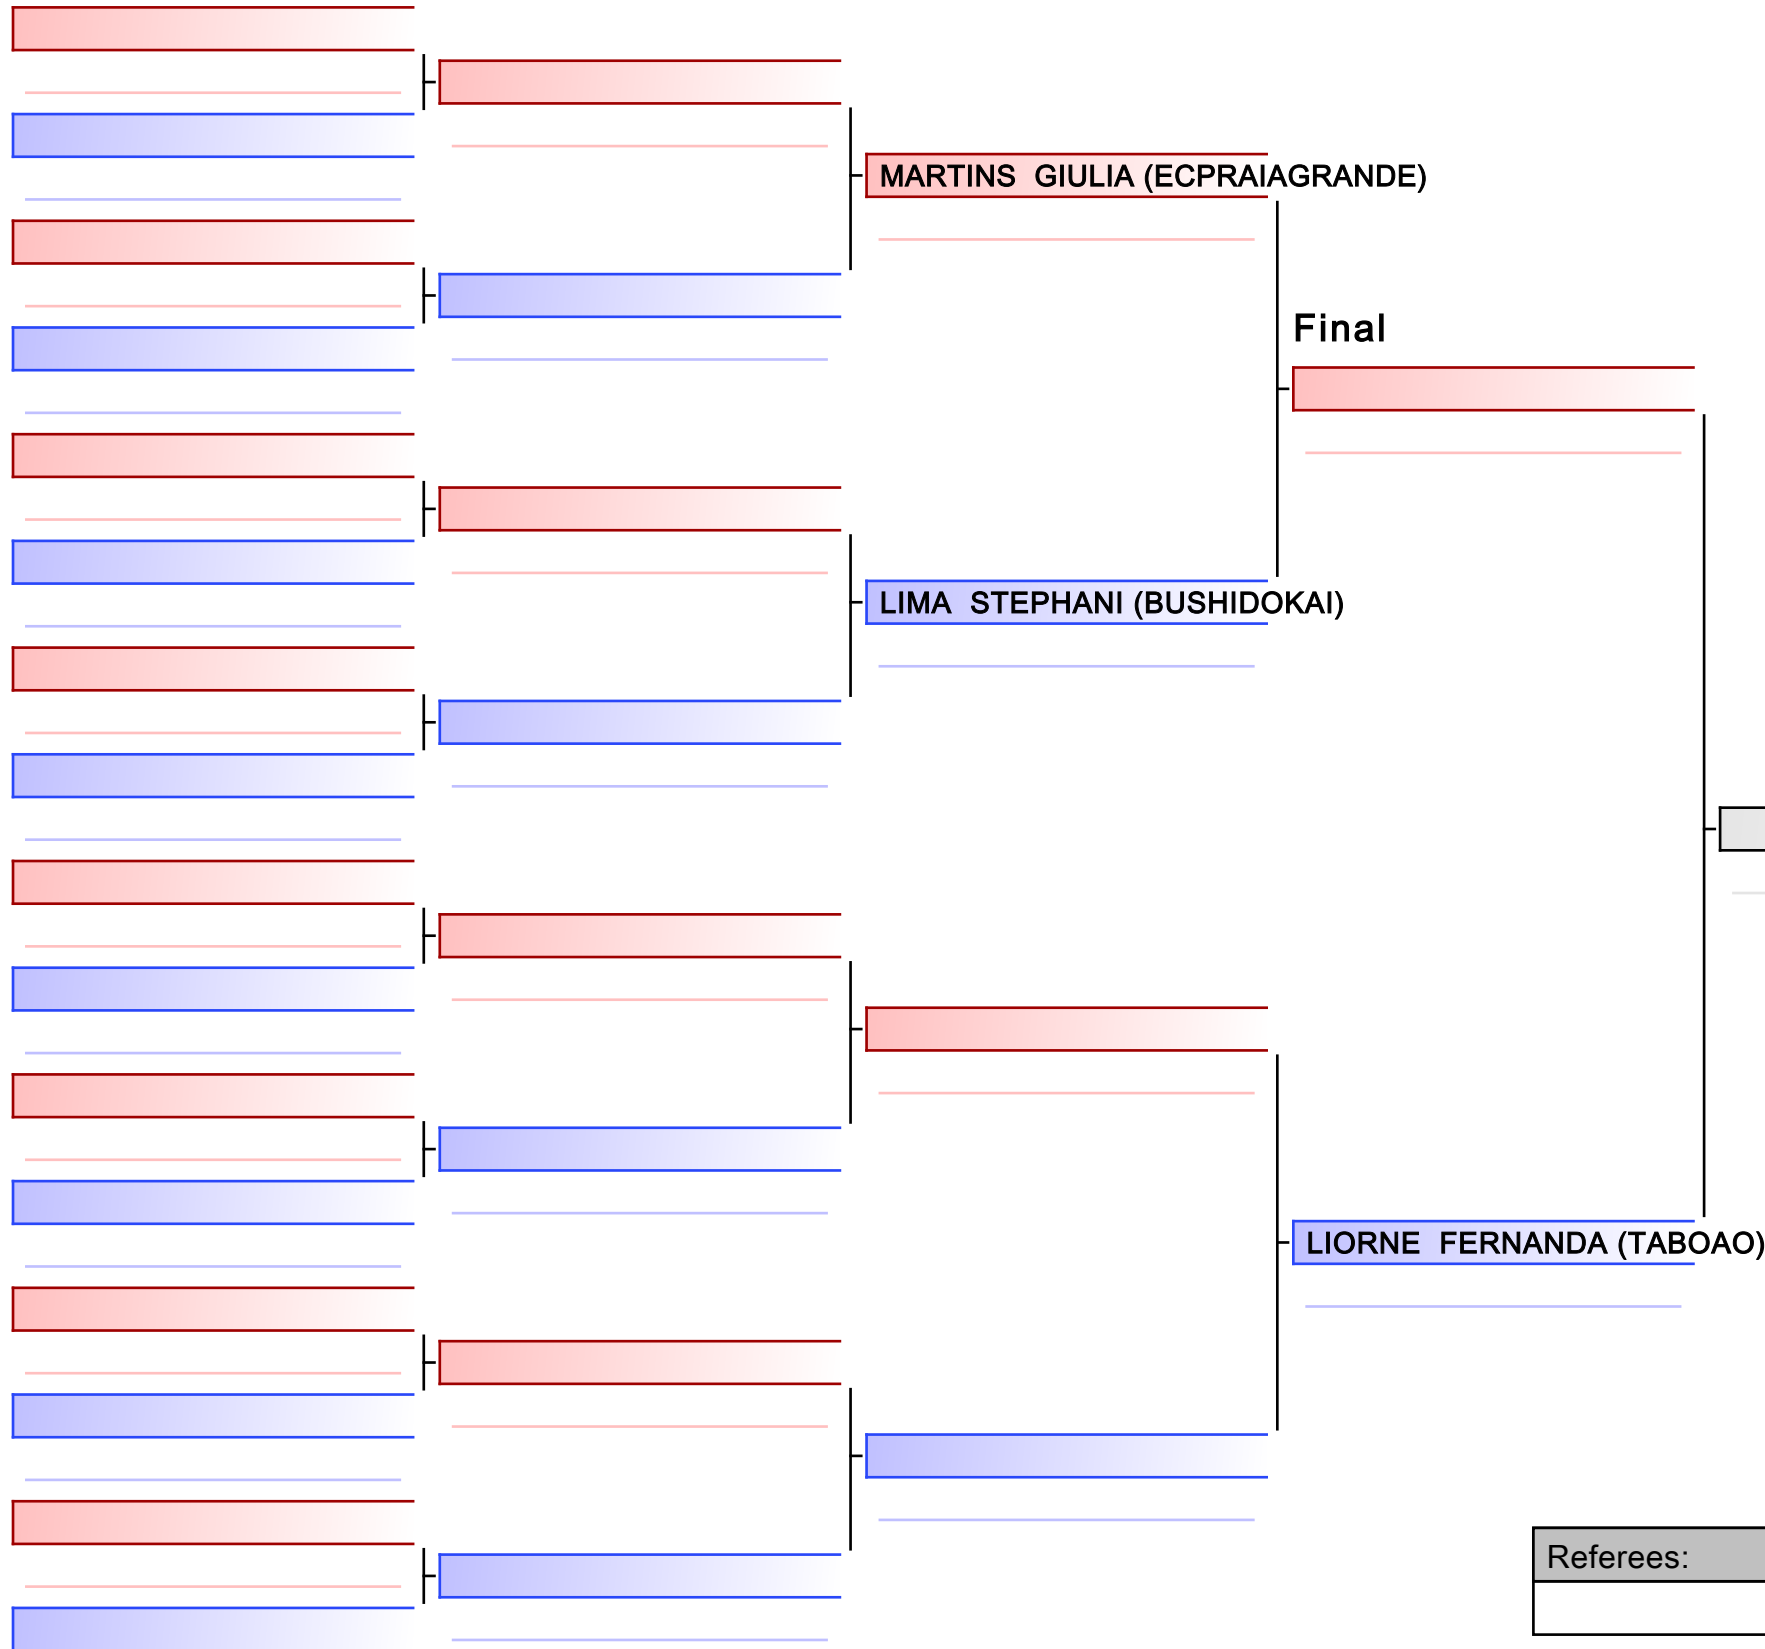 MARTINS  GIULIA (ECPRAIAGRANDE)
Final
LIMA  STEPHANI (BUSHIDOKAI)
LIORNE  FERNANDA (TABOAO)
Referees: